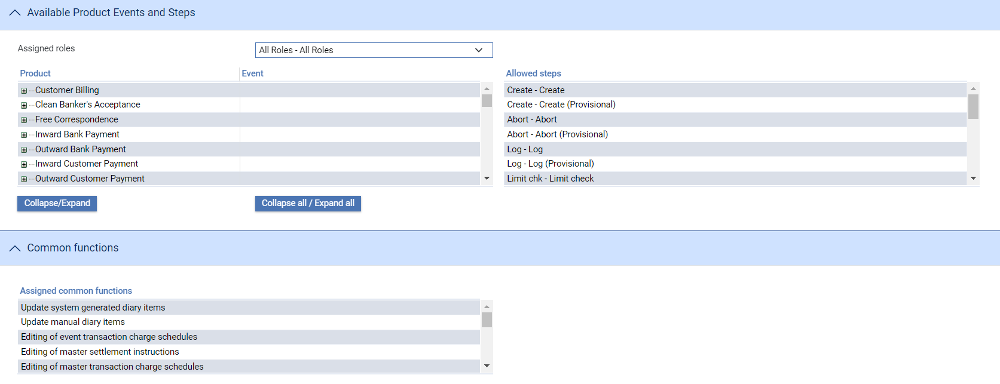 Available Product Events and Steps
Assigned roles
All Roles - All Roles
Product Event
Customer Billing
Clean Banker's Acceptance
Free Correspondence
Inward Bank Payment
Outward Bank Payment
Inward Customer Payment
Outward Customer Payment
Allowed steps
Create - Create
Create - Create (Provisional)
Abort - Abort
Abort - Abort (Provisional)
Log - Log
Log - Log (Provisional)
Limit chk - Limit check
Collapse/Expand
Collapse all / Expand all
Common functions
Assigned common functions
Update system generated diary items
Update manual diary items
Editing of event transaction charge schedules
Editing of master settlement instructions
Editing of master transaction charge schedules